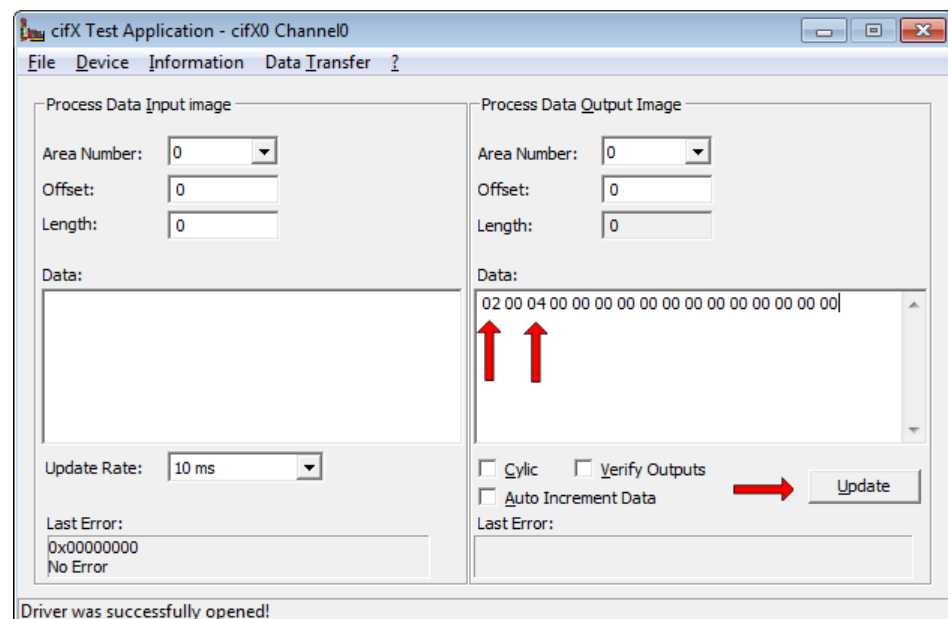 cifX Test Application - cifX0 Channel0
File Device Information Data Transfer ?
Process Data Input image
Area Number: 0
Offset: 0
Length: 0
Data:
Update Rate: 10 ms
Last Error:
0x00000000
No Error
Process Data Output Image
Area Number: 0
Offset: 0
Length: 0
Data:
02 00 04 00 00 00 00 00 00 00 00 00 00 00 00 00
Cylic Verify Outputs
Auto Increment Data
Update
Last Error:
Driver was successfully opened!